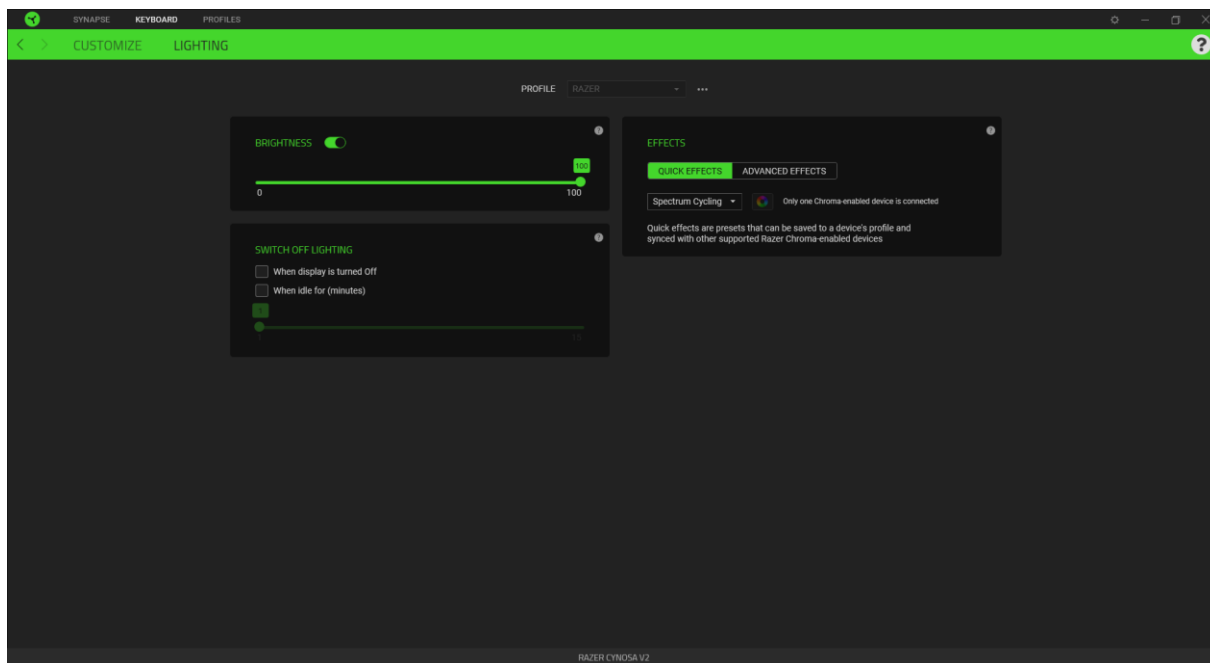 SYNAPSE KEYBOARD PROFILES
CUSTOMIZE LIGHTING
?
PROFILE RAZER
BRIGHTNESS
?
100
0 100
SWITCH OFF LIGHTING
?
When display is turned Off
When idle for (minutes)
1
15
EFFECTS
?
QUICK EFFECTS ADVANCED EFFECTS
Spectrum Cycling Only one Chroma-enabled device is connected
Quick effects are presets that can be saved to a device's profile and
synced with other supported Razer Chroma-enabled devices
RAZER CYNOSA V2